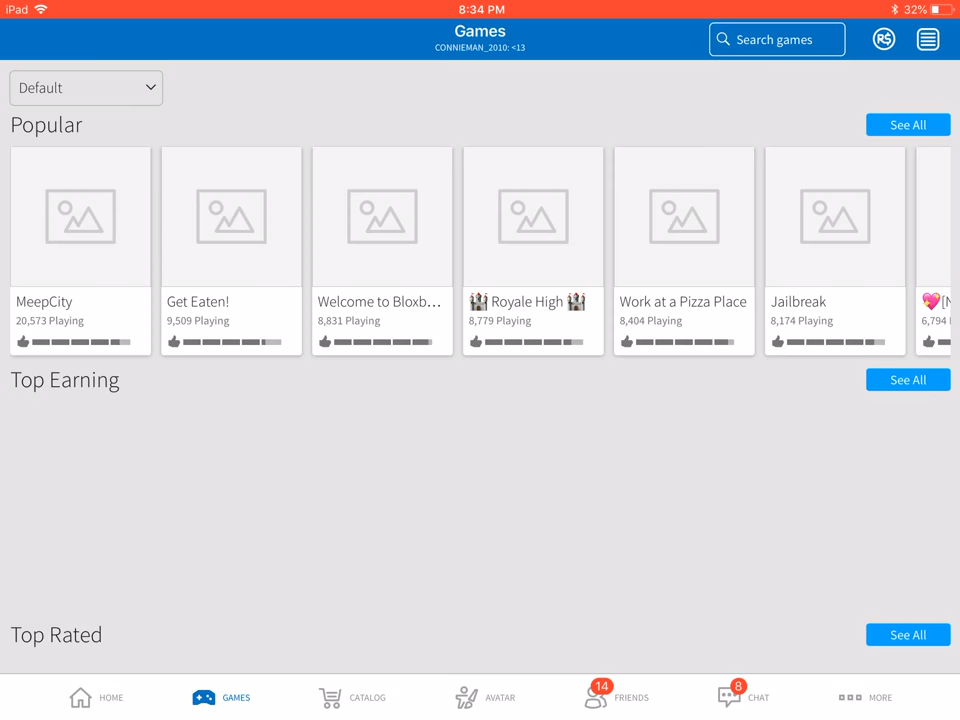 iPad 8:34 PM 32%
Games
CONNIEMAN_2010: <13
Search games
R$
Default
Popular See All
MeepCity Get Eaten! Welcome to Bloxb... 🏰 Royale High 🏰 Work at a Pizza Place Jailbreak 💖[N
20,573 Playing 9,509 Playing 8,831 Playing 8,779 Playing 8,404 Playing 8,174 Playing 6,794
Top Earning See All
Top Rated See All
14 8
HOME GAMES CATALOG AVATAR FRIENDS CHAT MORE